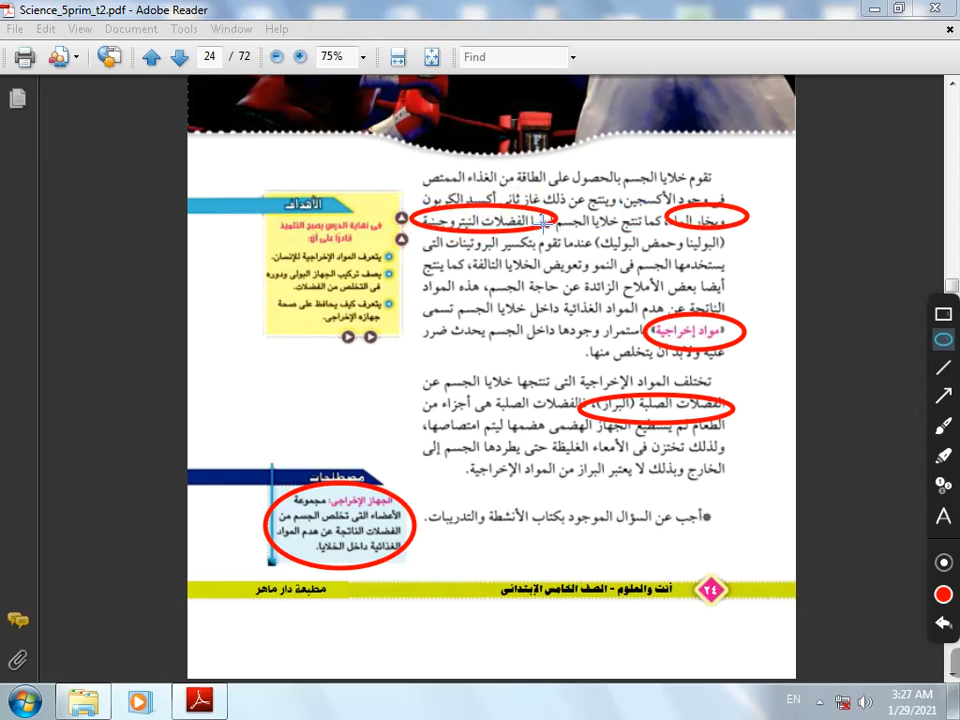 Science_5prim_t2.pdf - Adobe Reader
File Edit View Document Tools Window Help
24 / 72 75% Find
تقوم خلايا الجسم بالحصول على الطاقة من الغذاء الممتص
فى وجود الأكسجين، وينتج عن ذلك غاز ثانى أكسيد الكربون
وبخار الماء، كما تنتج خلايا الجسم الفضلات النيتروجينية
(البولينا وحمض البوليك) عندما تقوم بتكسير البروتينات التى
يستخدمها الجسم فى النمو وتعويض الخلايا التالفة، كما ينتج
أيضا بعض الأملاح الزائدة عن حاجة الجسم، هذه المواد
الناتجة عن هدم المواد الغذائية داخل خلايا الجسم تسمى
«مواد إخراجية» استمرار وجودها داخل الجسم يحدث ضرر
عليه ولابد أن يتخلص منها.
تختلف المواد الإخراجية التى تنتجها خلايا الجسم عن
الفضلات الصلبة (البراز)، فالفضلات الصلبة هى أجزاء من
الطعام لم يستطيع الجهاز الهضمى هضمها ليتم امتصاصها،
ولذلك تختزن فى الأمعاء الغليظة حتى يطردها الجسم إلى
الخارج وبذلك لا يعتبر البراز من المواد الإخراجية.
* أجب عن السؤال الموجود بكتاب الأنشطة والتدريبات.
الأهداف
فى نهاية الدرس يصبح التلميذ
قادرًا على أن:
يتعرف المواد الإخراجية للإنسان.
يصف تركيب الجهاز البولى ودوره
فى التخلص من الفضلات.
يتعرف كيف يحافظ على صحة
جهازه الإخراجى.
مصطلحات
الجهاز الإخراجى: مجموعة
الأعضاء التى تخلص الجسم من
الفضلات الناتجة عن هدم المواد
الغذائية داخل الخلايا.
٢٤ أنت والعلوم - الصف الخامس الإبتدائى مطبعة دار ماهر
EN 3:27 AM
1/29/2021